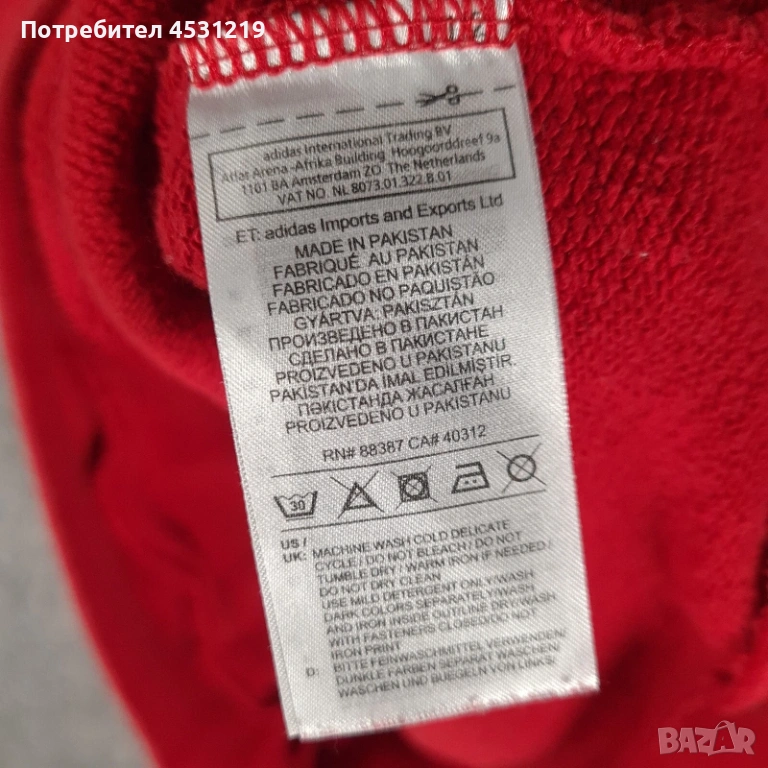 Потребител 4531219
adidas International Trading BV
Atlas Arena -Afrika Building, Hoogoorddreef 9a
1101 BA Amsterdam ZO The Netherlands
VAT NO. NL 8073.01.322.B.01
ET: adidas Imports and Exports Ltd
MADE IN PAKISTAN
FABRIQUÉ AU PAKISTAN
FABRICADO EN PAKISTÁN
FABRICADO NO PAQUISTÃO
GYÁRTVA: PAKISZTÁN
ПРОИЗВЕДЕНО В ПАКИСТАН
СДЕЛАНО В ПАКИСТАНЕ
PROIZVEDENO U PAKISTANU
PAKİSTAN'DA İMAL EDİLMİŞTİR.
ПӘКІСТАНДА ЖАСАЛҒАН
PROIZVEDENO U PAKISTANU
RN# 88387 CA# 40312
30
US / UK: MACHINE WASH COLD DELICATE
CYCLE / DO NOT BLEACH / DO NOT
TUMBLE DRY / WARM IRON IF NEEDED /
DO NOT DRY CLEAN
USE MILD DETERGENT ONLY/WASH
DARK COLORS SEPARATELY/WASH
AND IRON INSIDE OUT/LINE DRY/WASH
WITH FASTENERS CLOSED/DO NOT
IRON PRINT
D: BITTE FEINWASCHMITTEL VERWENDEN/
DUNKLE FARBEN SEPARAT WASCHEN/
WASCHEN UND BUEGELN VON LINKS/
BAZAR